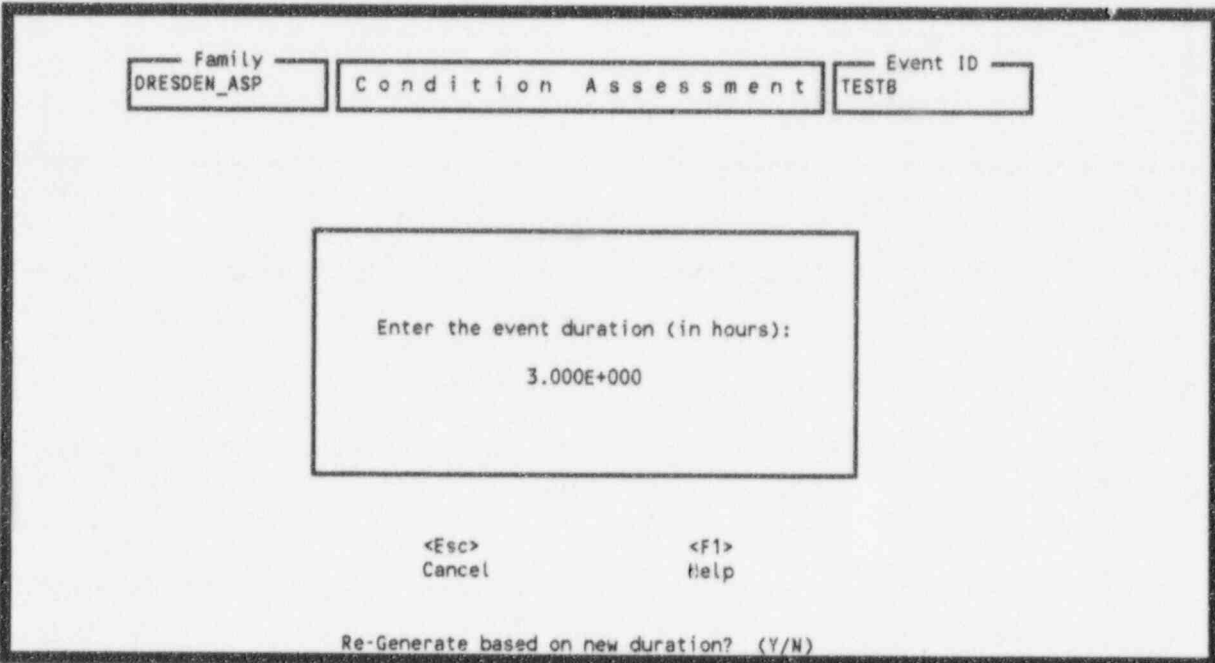 Family
Event ID
DRESDEN_ASP
Condition Assessment
TESTB
Enter the event duration (in hours):
3.000E+000
<Esc>
<F1>
Cancel
Help
Re-Generate based on new duration? (Y/N)